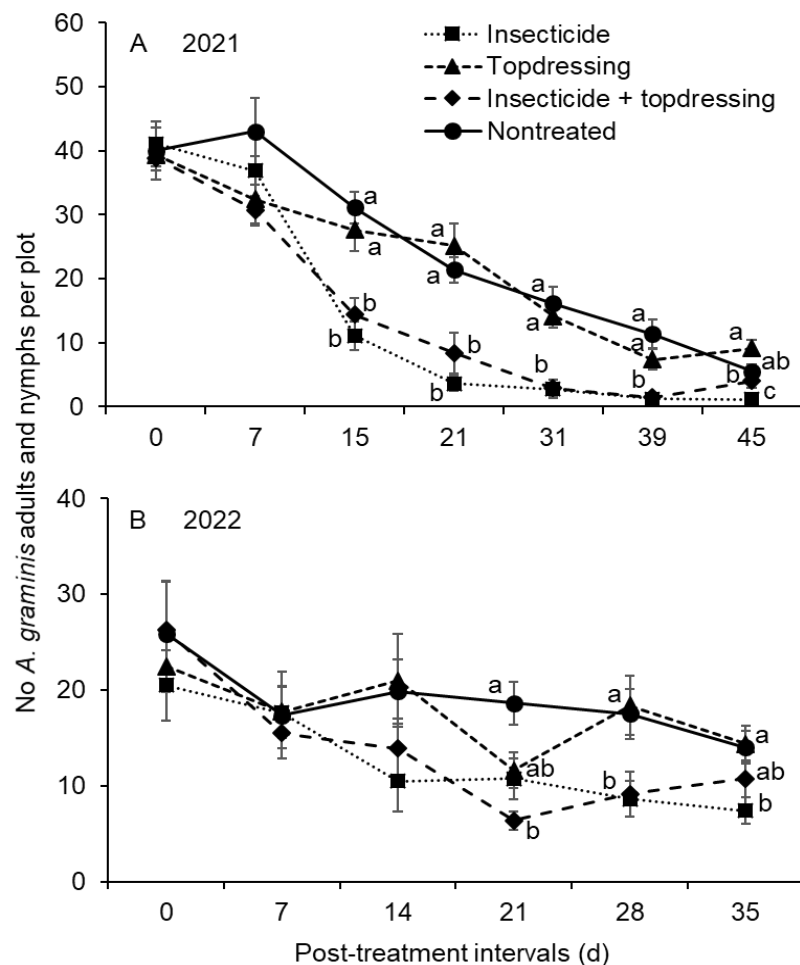 60
50
40
30
20
10
0
A 2021
Insecticide
Topdressing
Insecticide + topdressing
Nontreated
a
a
b
b
a
a
b
b
a
a
b
a
a
b
a
ab
b
c
0 7 15 21 31 39 45
No A. graminis adults and nymphs per plot
40
30
20
10
0
B 2022
a
ab
b
a
b
a
ab
b
0 7 14 21 28 35
Post-treatment intervals (d)